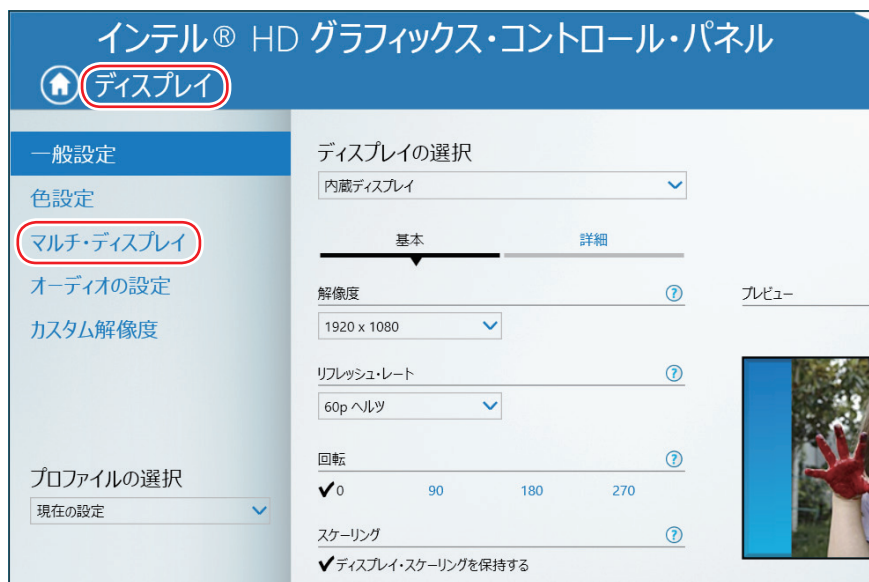 インテル® HD グラフィックス・コントロール・パネル
ディスプレイ
一般設定
色設定
マルチ・ディスプレイ
オーディオの設定
カスタム解像度
プロファイルの選択
現在の設定
ディスプレイの選択
内蔵ディスプレイ
基本 詳細
解像度 ?
1920 x 1080
リフレッシュ・レート ?
60p ヘルツ
回転 ?
✔0 90 180 270
スケーリング ?
✔ディスプレイ・スケーリングを保持する
プレビュー